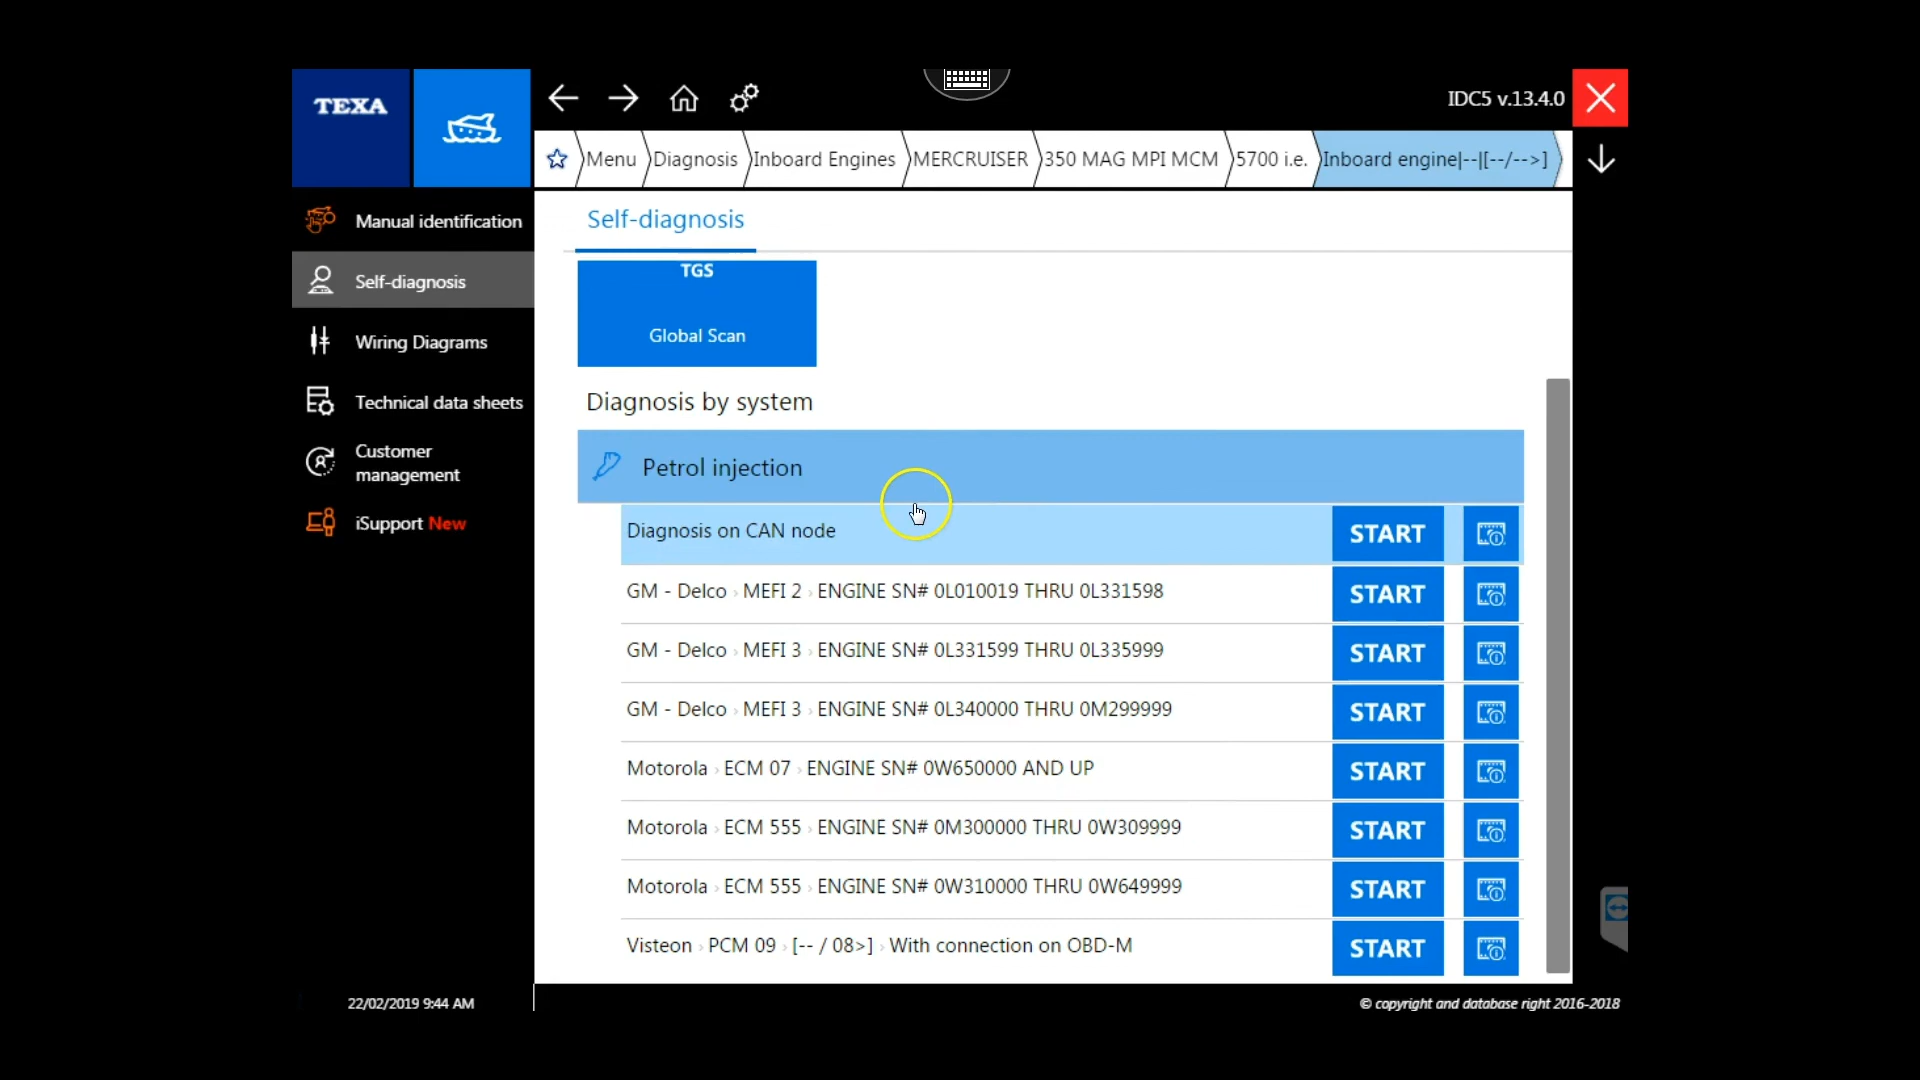 TEXA
IDC5 v.13.4.0
Menu
Diagnosis
Inboard Engines
MERCRUISER
350 MAG MPI MCM
5700 i.e.
Inboard engine|--|[--/-->]
Manual identification
Self-diagnosis
Wiring Diagrams
Technical data sheets
Customer
management
iSupport New
Self-diagnosis
TGS
Global Scan
Diagnosis by system
Petrol injection
Diagnosis on CAN node START
GM - Delco › MEFI 2 › ENGINE SN# 0L010019 THRU 0L331598 START
GM - Delco › MEFI 3 › ENGINE SN# 0L331599 THRU 0L335999 START
GM - Delco › MEFI 3 › ENGINE SN# 0L340000 THRU 0M299999 START
Motorola › ECM 07 › ENGINE SN# 0W650000 AND UP START
Motorola › ECM 555 › ENGINE SN# 0M300000 THRU 0W309999 START
Motorola › ECM 555 › ENGINE SN# 0W310000 THRU 0W649999 START
Visteon › PCM 09 › [-- / 08>] › With connection on OBD-M START
22/02/2019 9:44 AM
© copyright and database right 2016-2018